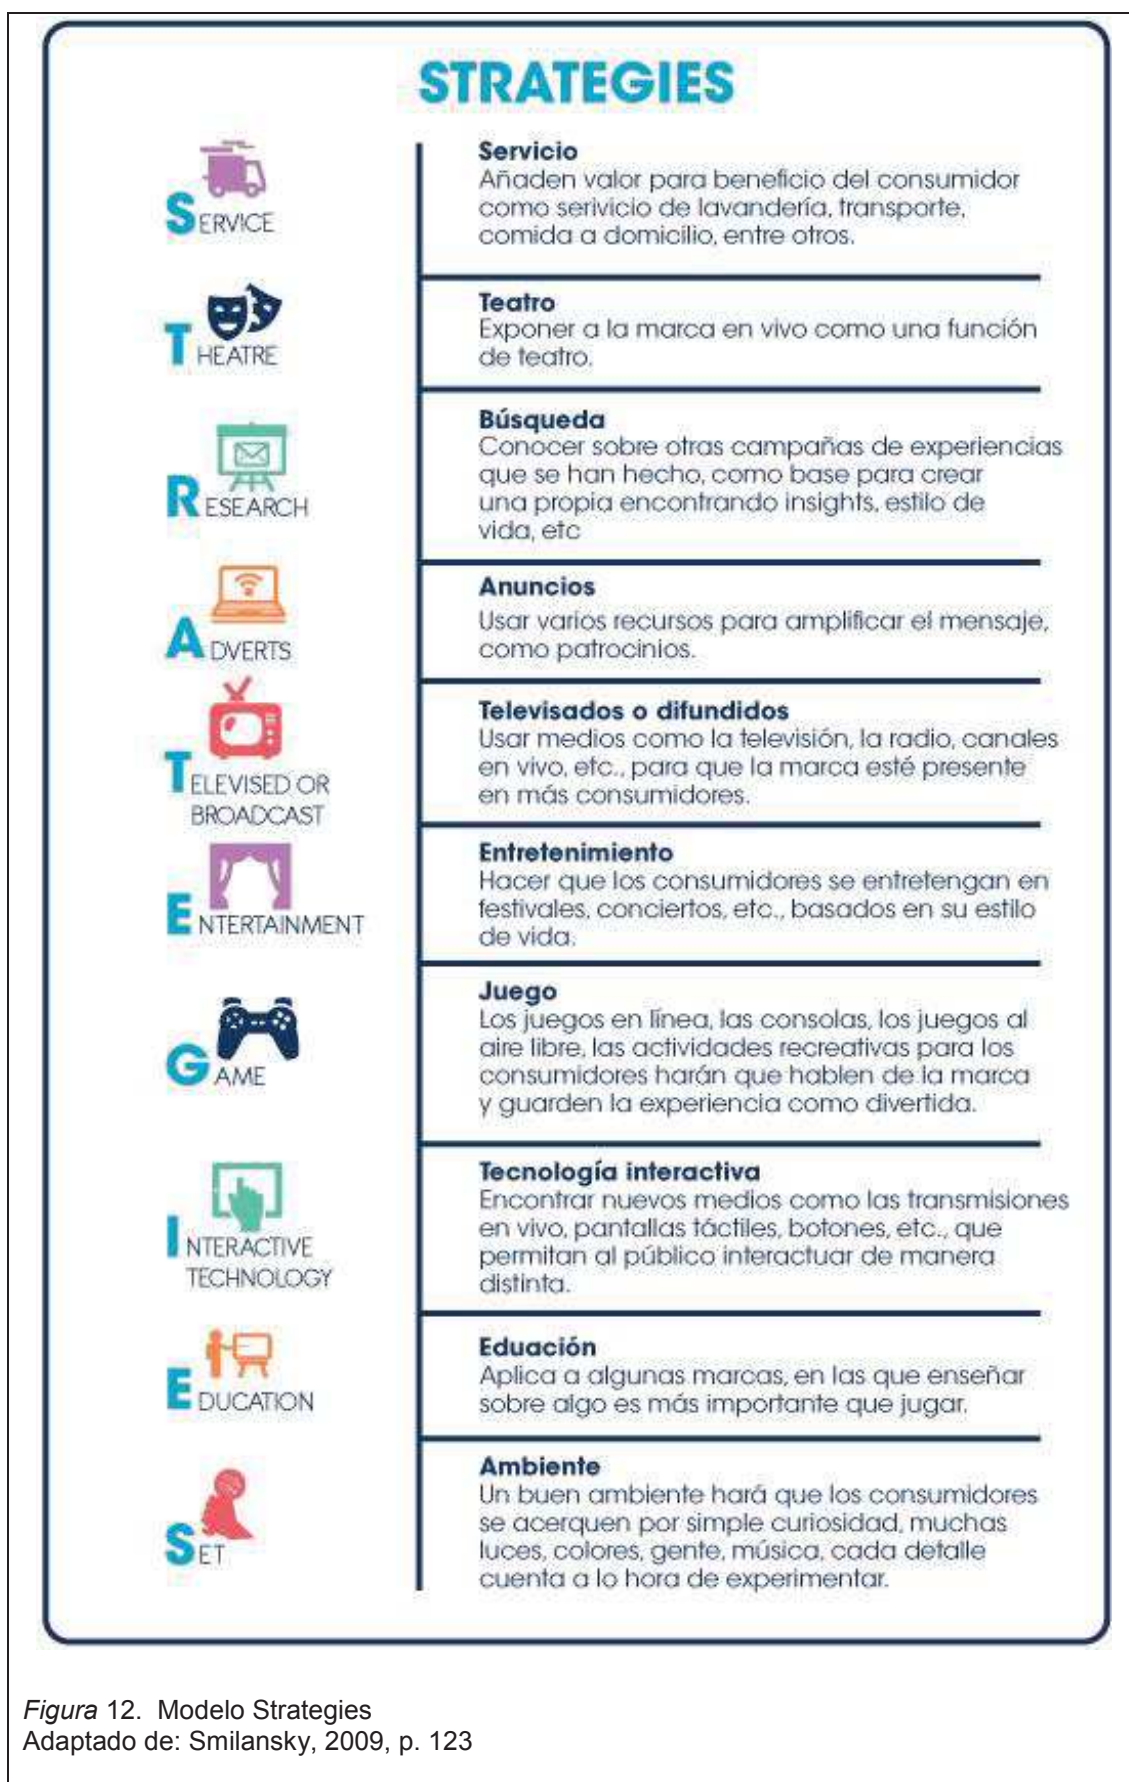 STRATEGIES
SERVICE
Servicio
Añaden valor para beneficio del consumidor
como serivicio de lavandería, transporte,
comida a domicilio, entre otros.
THEATRE
Teatro
Exponer a la marca en vivo como una función
de teatro.
RESEARCH
Búsqueda
Conocer sobre otras campañas de experiencias
que se han hecho, como base para crear
una propia encontrando insights, estilo de
vida, etc
ADVERTS
Anuncios
Usar varios recursos para amplificar el mensaje,
como patrocinios.
TELEVISED OR
BROADCAST
Televisados o difundidos
Usar medios como la televisión, la radio, canales
en vivo, etc., para que la marca esté presente
en más consumidores.
ENTERTAINMENT
Entretenimiento
Hacer que los consumidores se entretengan en
festivales, conciertos, etc., basados en su estilo
de vida.
GAME
Juego
Los juegos en línea, las consolas, los juegos al
aire libre, las actividades recreativas para los
consumidores harán que hablen de la marca
y guarden la experiencia como divertida.
INTERACTIVE
TECHNOLOGY
Tecnología interactiva
Encontrar nuevos medios como las transmisiones
en vivo, pantallas táctiles, botones, etc., que
permitan al público interactuar de manera
distinta.
EDUCATION
Eduación
Aplica a algunas marcas, en las que enseñar
sobre algo es más importante que jugar.
SET
Ambiente
Un buen ambiente hará que los consumidores
se acerquen por simple curiosidad, muchas
luces, colores, gente, música, cada detalle
cuenta a lo hora de experimentar.
Figura 12. Modelo Strategies
Adaptado de: Smilansky, 2009, p. 123